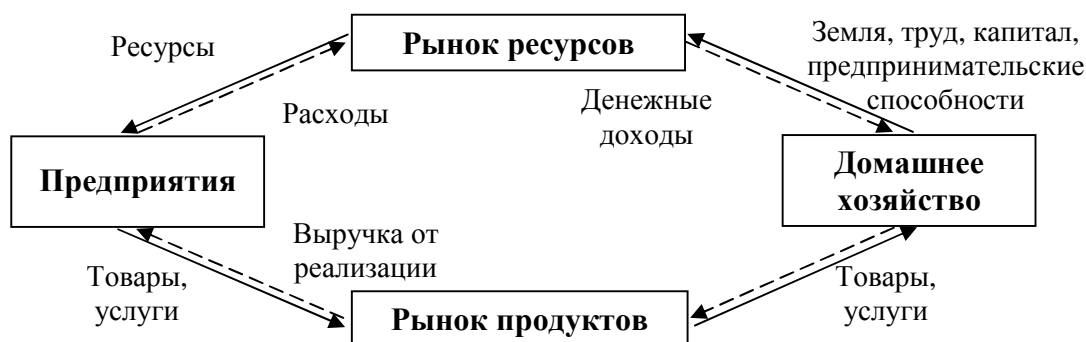 Ресурсы
Рынок ресурсов
Земля, труд, капитал,
предпринимательские
способности
Расходы
Денежные
доходы
Предприятия
Домашнее
хозяйство
Выручка от
реализации
Товары,
услуги
Товары,
услуги
Рынок продуктов